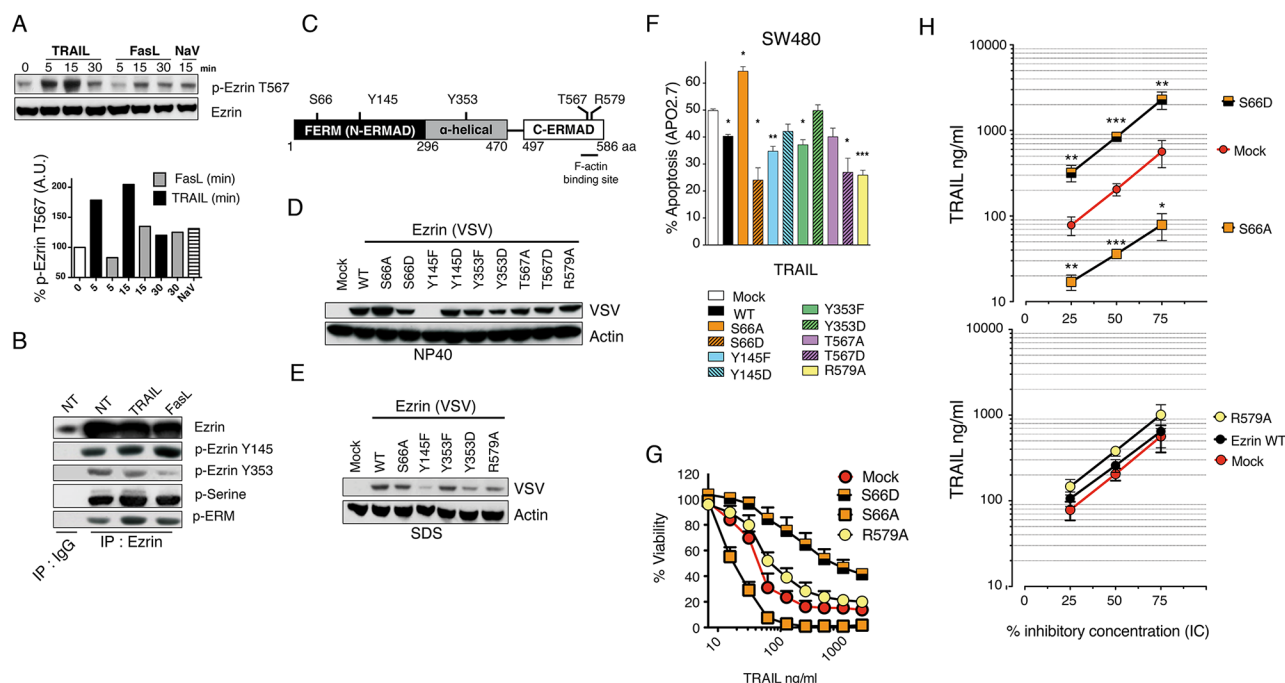 A
TRAIL FasL NaV
0 5 15 30 5 15 30 15 min
p-Ezrin T567
Ezrin
% p-Ezrin T567 (A.U.)
200
150
100
50
FasL (min)
TRAIL (min)
0 5 5 15 15 30 30 NaV
B
NT NT TRAIL FasL
Ezrin
p-Ezrin Y145
p-Ezrin Y353
p-Serine
p-ERM
IP : IgG
IP : Ezrin
C
S66 Y145 Y353 T567 R579
FERM (N-ERMAD) α-helical C-ERMAD
1 296 470 497 586 aa
F-actin
binding site
D
Ezrin (VSV)
Mock WT S66A S66D Y145F Y145D Y353F Y353D T567A T567D R579A
VSV
Actin
NP40
E
Ezrin (VSV)
Mock WT S66A Y145F Y353F Y353D R579A
VSV
Actin
SDS
F
SW480
% Apoptosis (APO2.7)
80
60
50
40
30
20
10
0
* * * ** * * ***
TRAIL
Mock
WT
S66A
S66D
Y145F
Y145D
Y353F
Y353D
T567A
T567D
R579A
G
% Viability
120
100
80
60
40
20
0
10 100 1000
TRAIL ng/ml
Mock
S66D
S66A
R579A
H
TRAIL ng/ml
10000
1000
100
10
** *** **
** *** *
0 25 50 75
S66D
Mock
S66A
TRAIL ng/ml
10000
1000
100
10
0 25 50 75
% inhibitory concentration (IC)
R579A
Ezrin WT
Mock